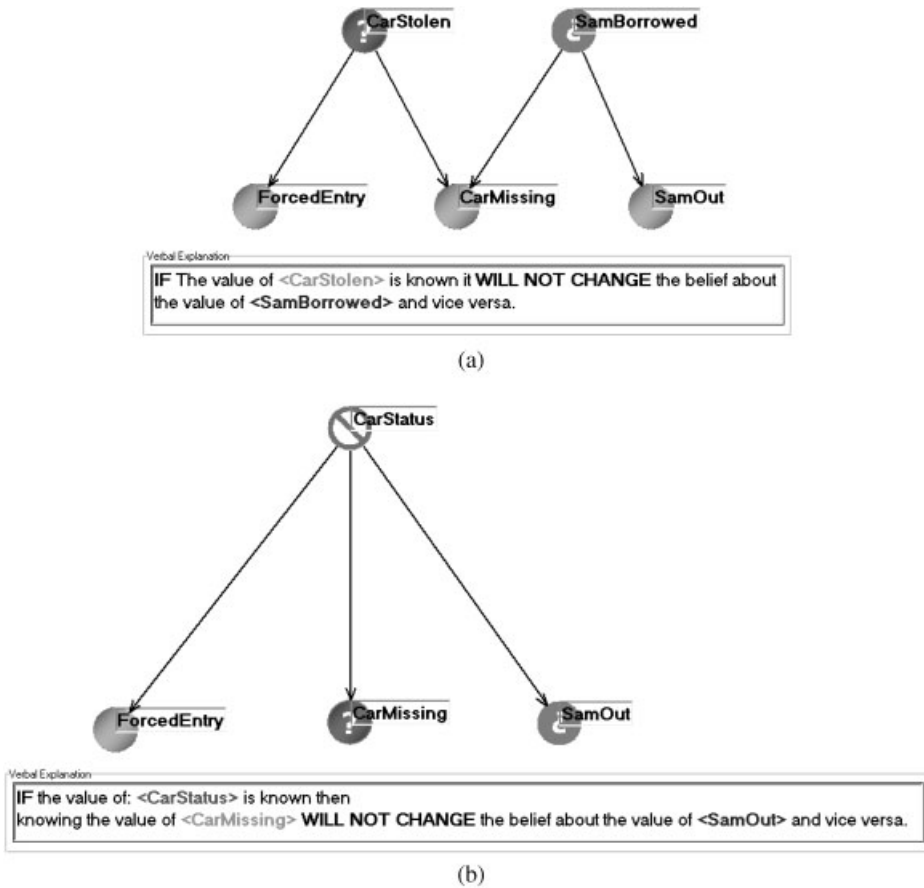 CarStolen
SamBorrowed
?
¿
ForcedEntry
CarMissing
SamOut
Verbal Explanation
IF The value of <CarStolen> is known it WILL NOT CHANGE the belief about
the value of <SamBorrowed> and vice versa.
(a)
CarStatus
ForcedEntry
?
CarMissing
¿
SamOut
Verbal Explanation
IF the value of: <CarStatus> is known then
knowing the value of <CarMissing> WILL NOT CHANGE the belief about the value of <SamOut> and vice versa.
(b)